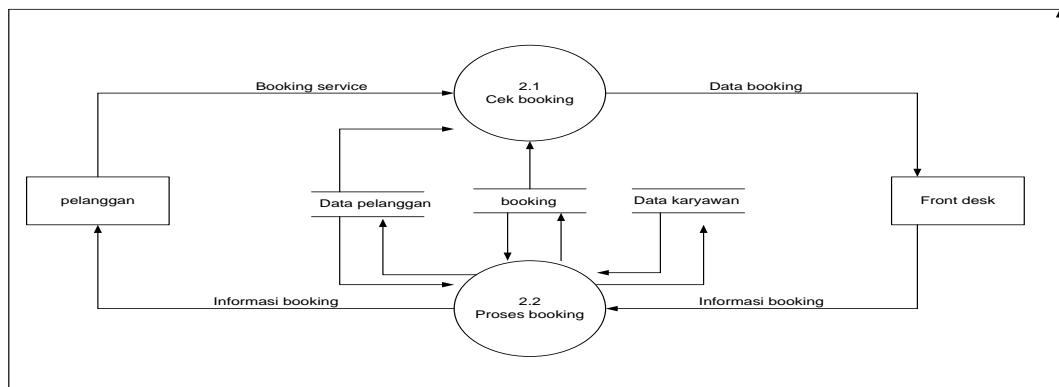 2.1
Cek booking
Booking service
Data booking
pelanggan
Data pelanggan
booking
Data karyawan
Front desk
2.2
Proses booking
Informasi booking
Informasi booking